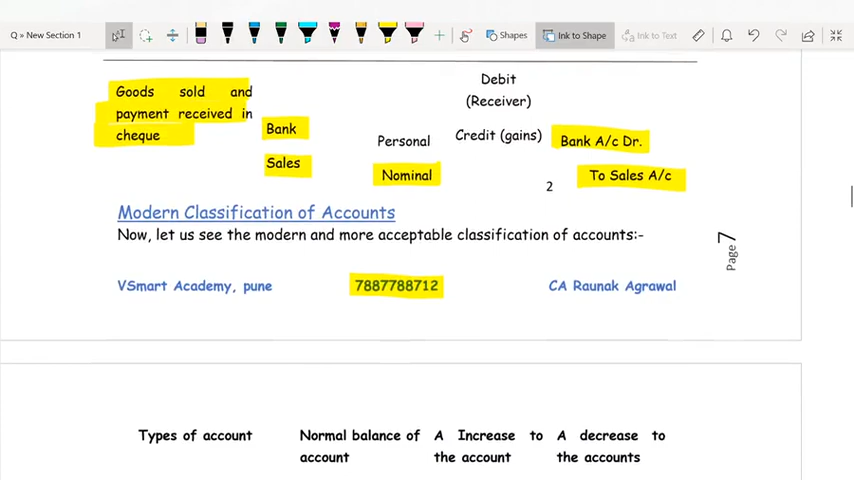 Q New Section 1
Shapes
Ink to Shape
Ink to Text
Debit
Goods sold and
(Receiver)
payment received in
Bank
cheque
Personal
Credit (gains)
Bank A/c Dr.
Sales
Nominal
To Sales A/c
2
Modern Classification of Accounts
Now, let us see the modern and more acceptable classification of accounts:-
Page 7
VSmart Academy, pune
7887788712
CA Raunak Agrawal
Types of account
Normal balance of
account
A Increase to
the account
A decrease to
the accounts